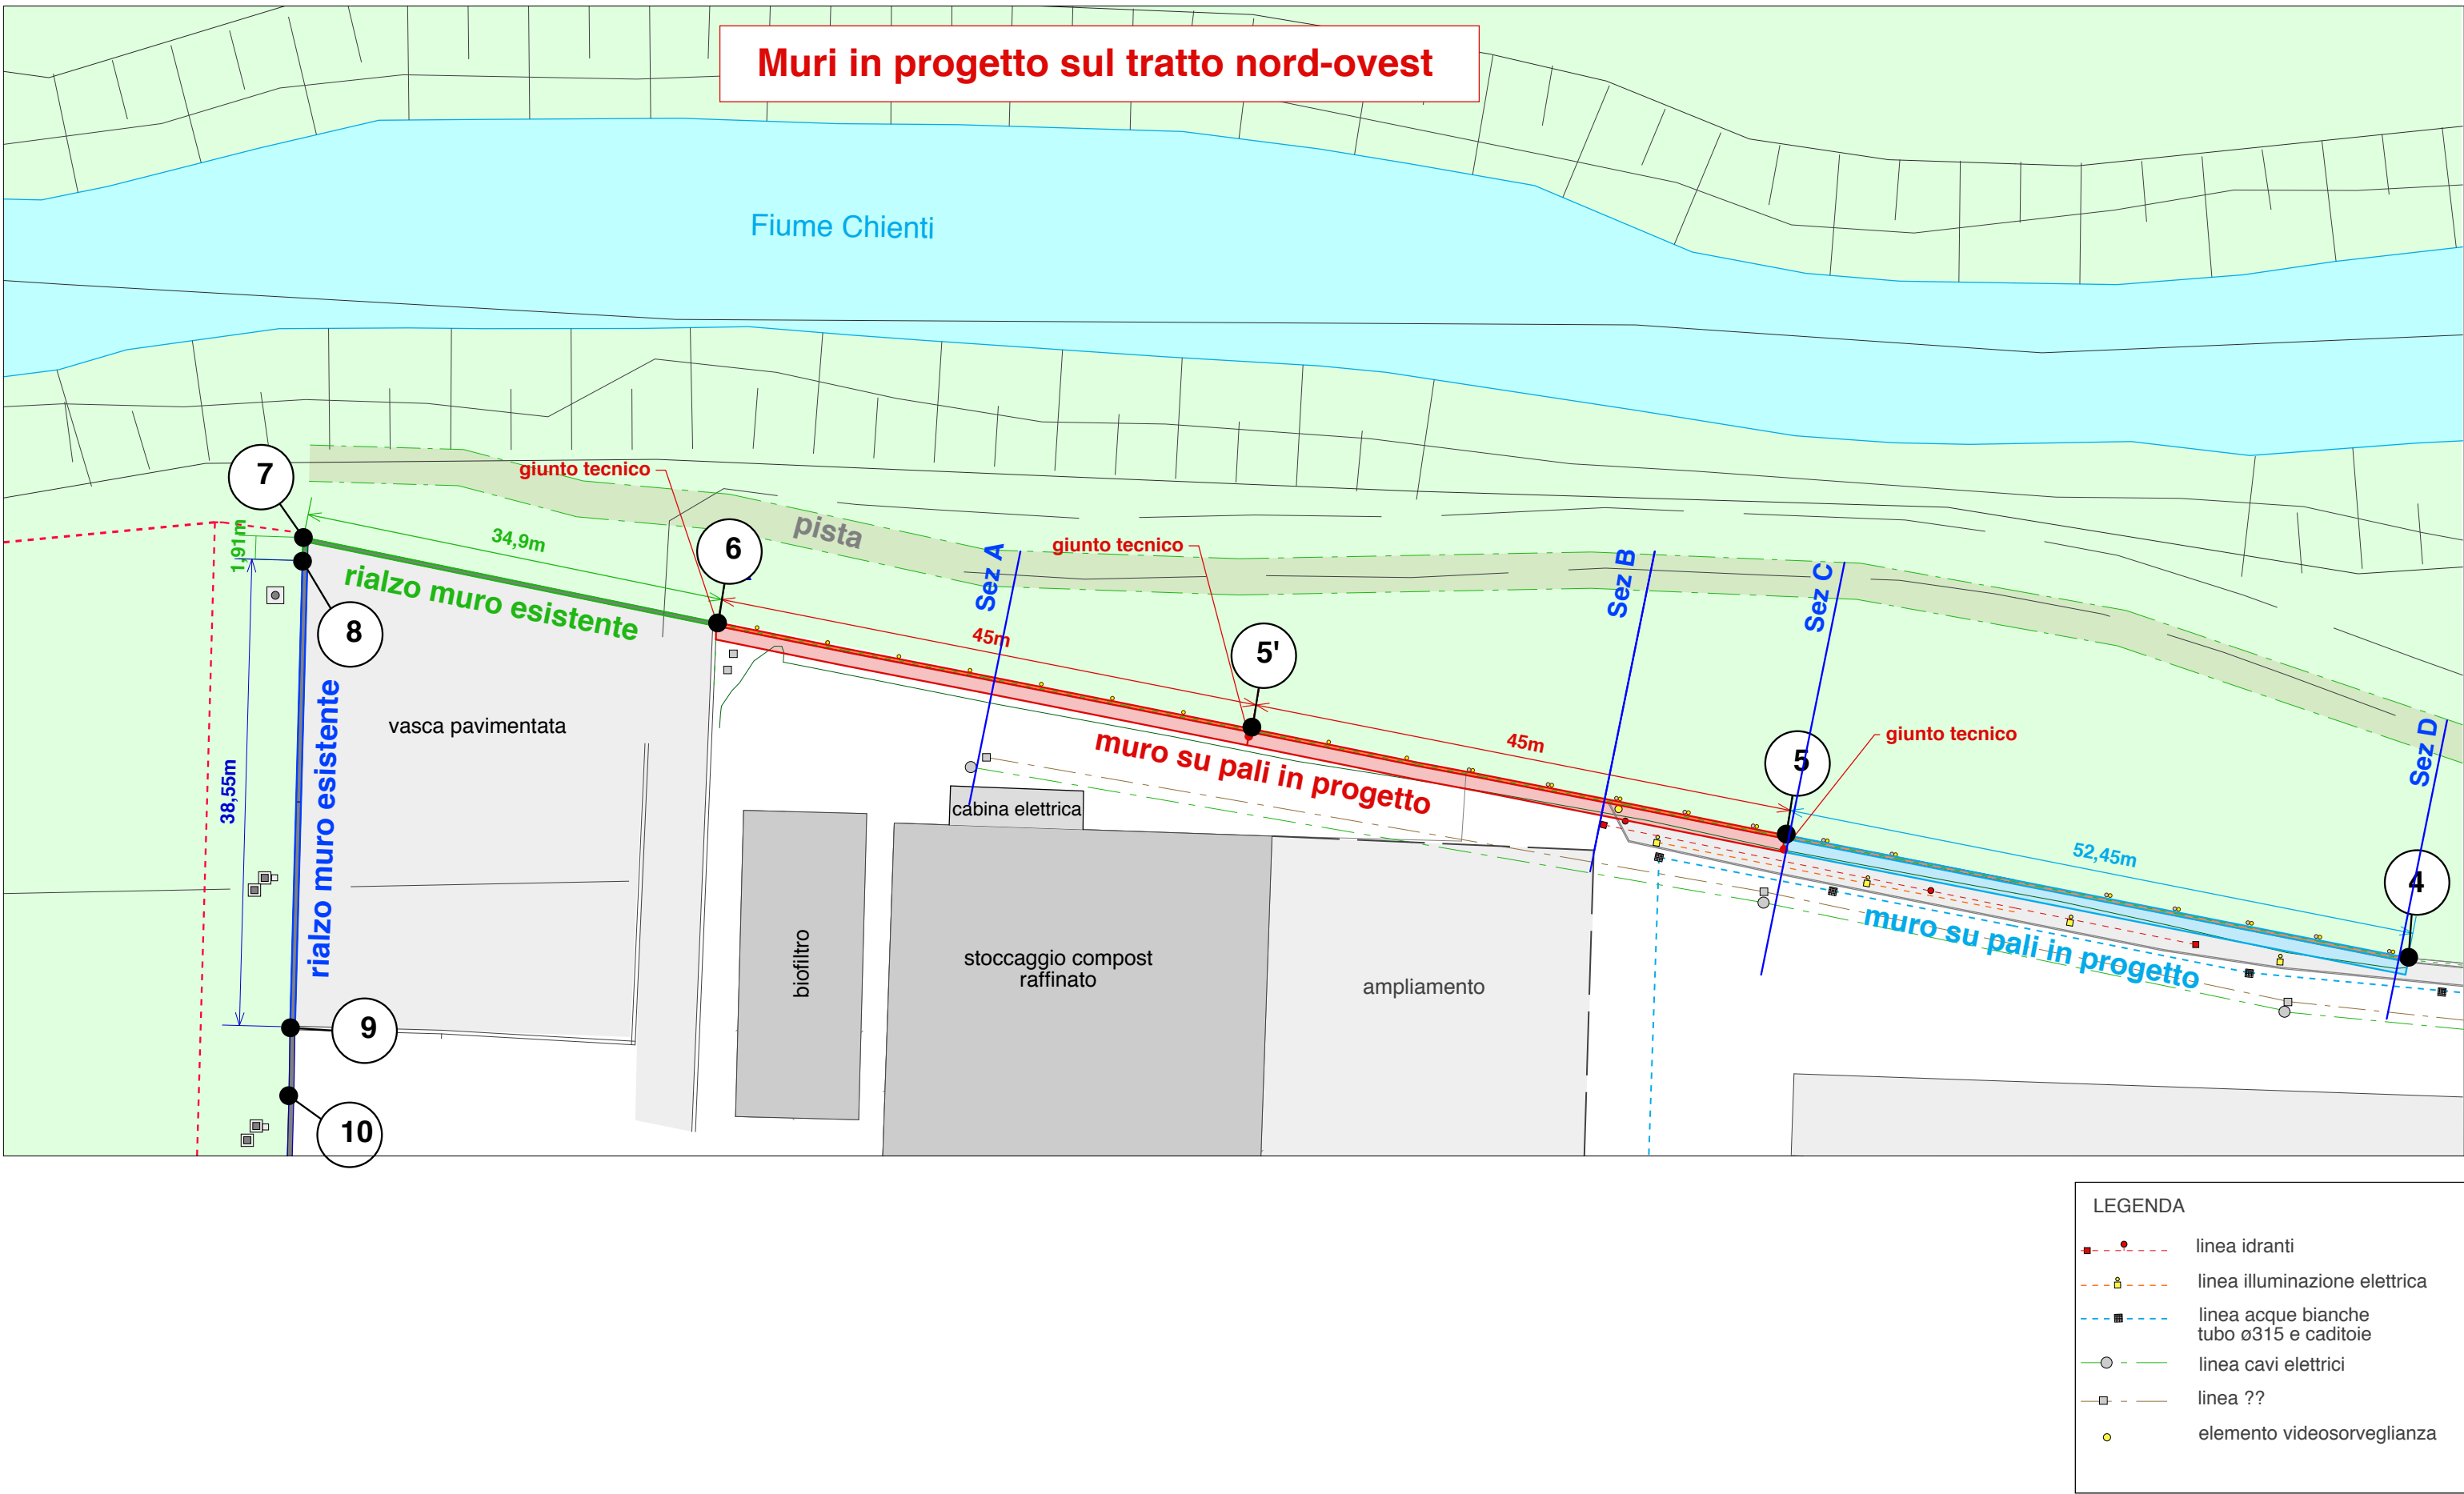 Muri in progetto sul tratto nord-ovest
Fiume Chienti
7
giunto tecnico
1,91m
34,9m
6
pista
giunto tecnico
Sez A
Sez B
Sez C
rialzo muro esistente
8
45m
5'
vasca pavimentata
rialzo muro esistente
38,55m
muro su pali in progetto
45m
5
giunto tecnico
Sez D
cabina elettrica
52,45m
4
muro su pali in progetto
biofiltro
stoccaggio compost
raffinato
ampliamento
9
10
LEGENDA
linea idranti
linea illuminazione elettrica
linea acque bianche
tubo ø315 e caditoie
linea cavi elettrici
linea ??
elemento videosorveglianza